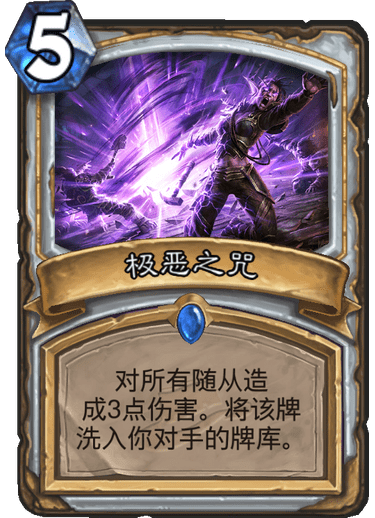 5
极恶之咒
对所有随从造
成3点伤害。将该牌
洗入你对手的牌库。